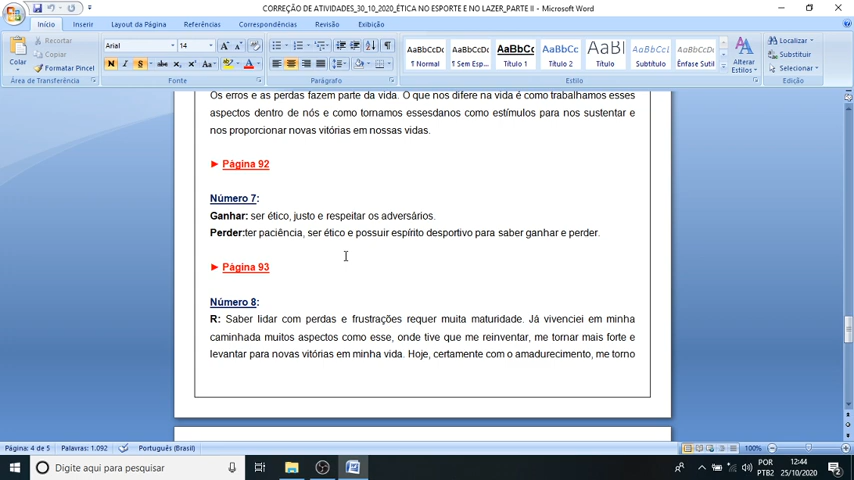 CORREÇÃO DE ATIVIDADES_30_10_2020_ÉTICA NO ESPORTE E NO LAZER_PARTE II - Microsoft Word
Início Inserir Layout da Página Referências Correspondências Revisão Exibição
Colar
Recortar
Copiar
Formatar Pincel
Área de Transferência
Arial 14
N I S abc x₂ x² Aa
Fonte
Parágrafo
AaBbCcDc AaBbCcDc AaBbCc AaBbCc AaBl AaBbCcL AaBbCcDc
¶ Normal ¶ Sem Esp... Título 1 Título 2 Título Subtítulo Ênfase Sutil
Alterar Estilos
Estilo
Localizar
Substituir
Selecionar
Edição
Os erros e as perdas fazem parte da vida. O que nos difere na vida é como trabalhamos esses
aspectos dentro de nós e como tornamos essesdanos como estímulos para nos sustentar e
nos proporcionar novas vitórias em nossas vidas.
► Página 92
Número 7:
Ganhar: ser ético, justo e respeitar os adversários.
Perder:ter paciência, ser ético e possuir espírito desportivo para saber ganhar e perder.
► Página 93
Número 8:
R: Saber lidar com perdas e frustrações requer muita maturidade. Já vivenciei em minha
caminhada muitos aspectos como esse, onde tive que me reinventar, me tornar mais forte e
levantar para novas vitórias em minha vida. Hoje, certamente com o amadurecimento, me torno
Página: 4 de 5 Palavras: 1.092 Português (Brasil) 100%
Digite aqui para pesquisar
POR
PTB2
12:44
25/10/2020
2